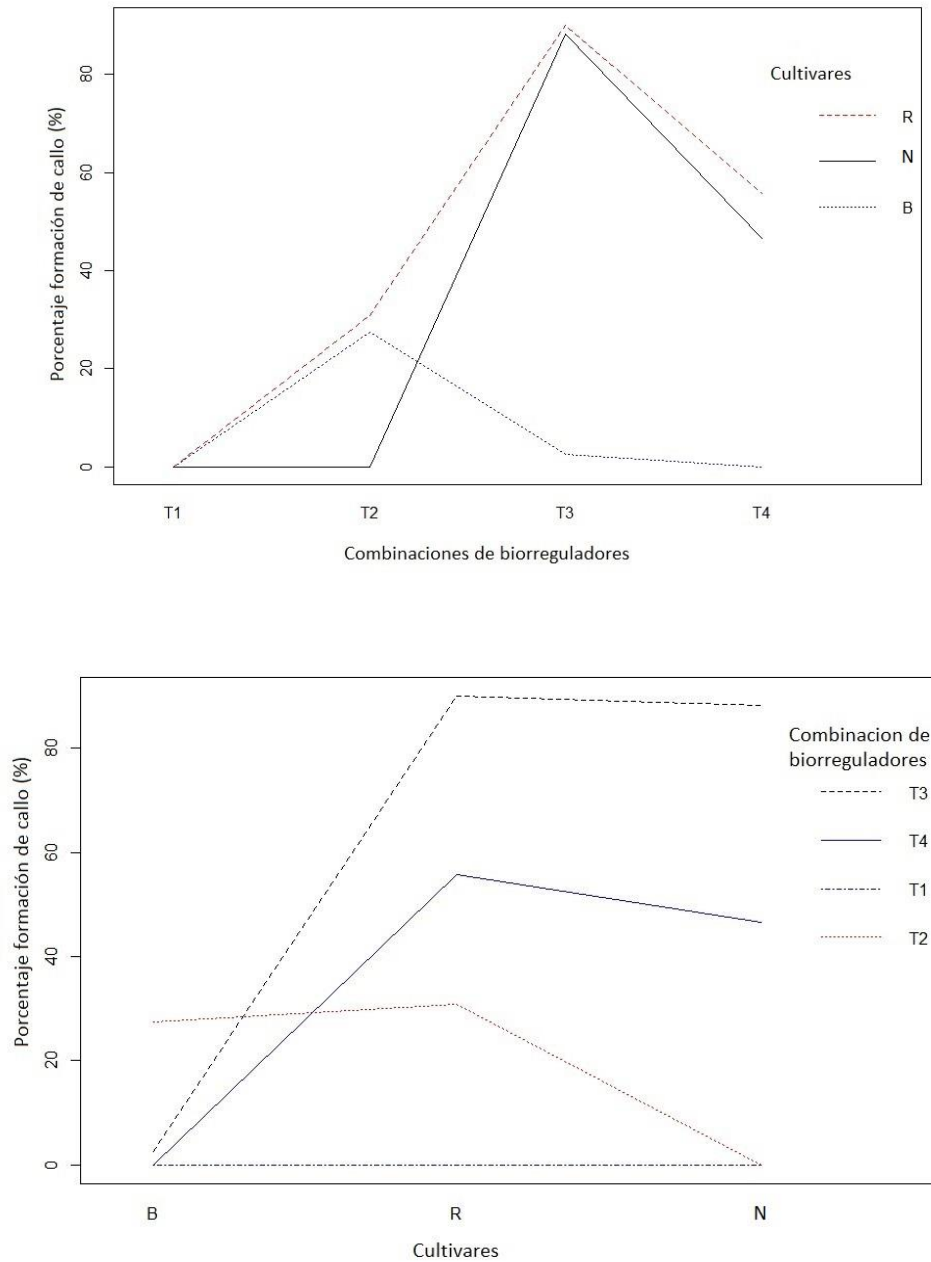 Porcentaje formación de callo (%)
80
60
40
20
0
Cultivares
R
N
B
T1 T2 T3 T4
Combinaciones de biorreguladores
Porcentaje formación de callo (%)
80
60
40
20
0
Combinacion de
biorreguladores
T3
T4
T1
T2
B R N
Cultivares